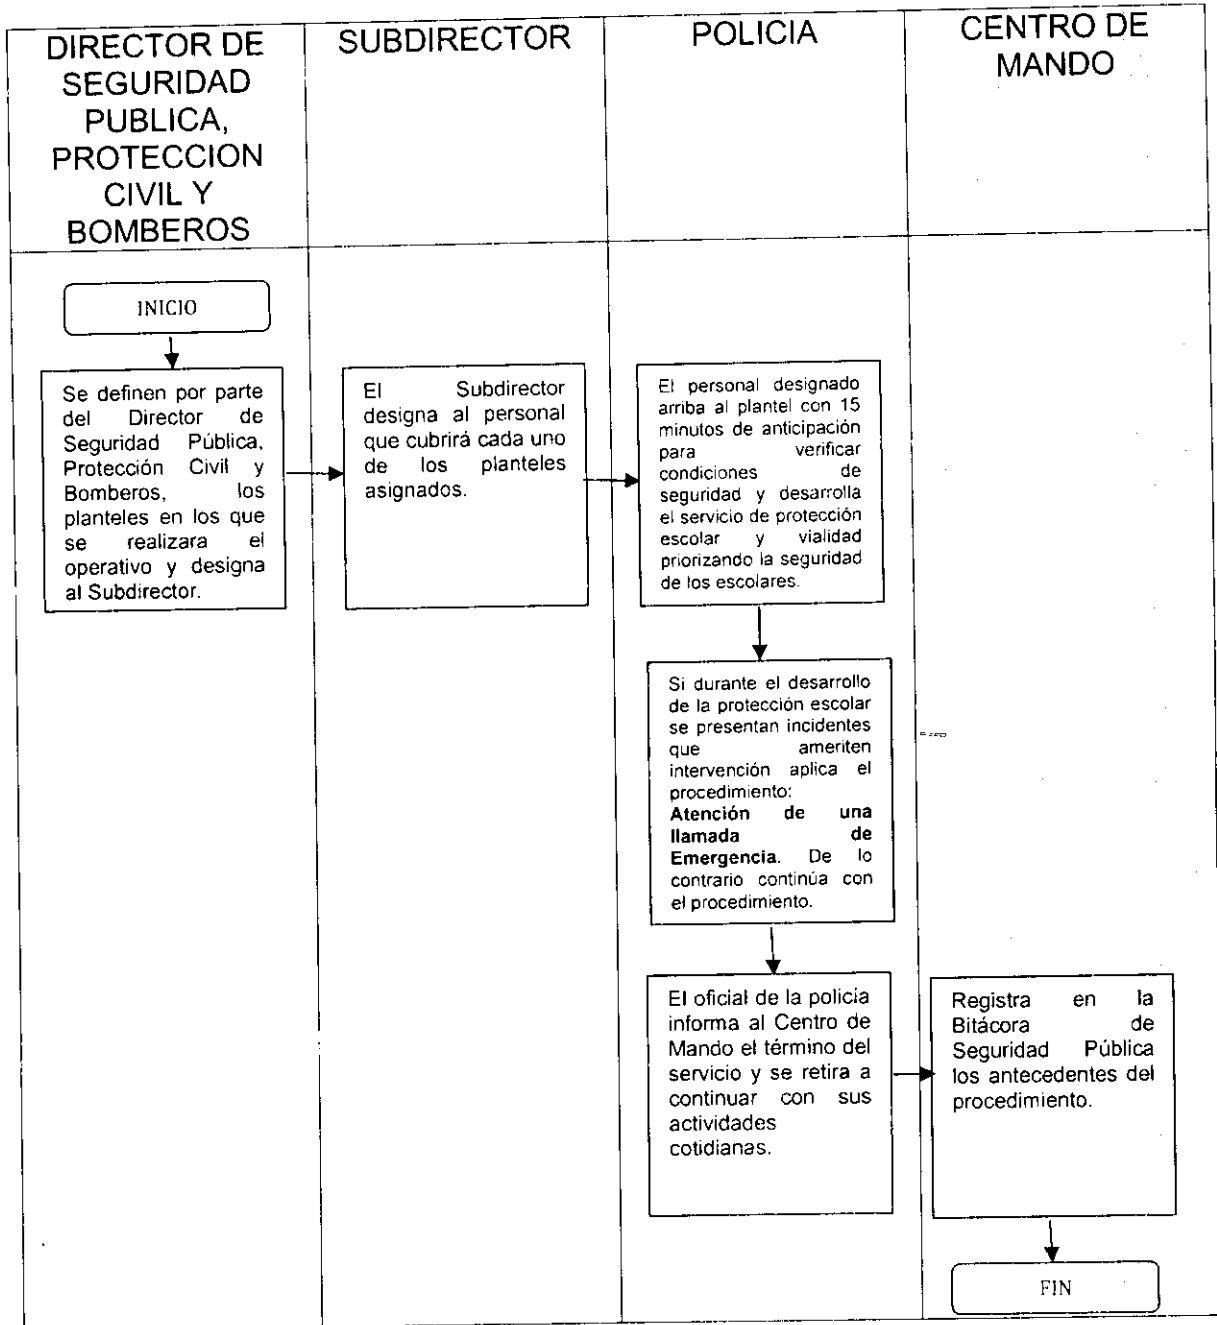 DIRECTOR DE
SEGURIDAD
PUBLICA,
PROTECCION
CIVIL Y
BOMBEROS
SUBDIRECTOR
POLICIA
CENTRO DE
MANDO
INICIO
Se definen por parte
del Director de
Seguridad Pública,
Protección Civil y
Bomberos, los
planteles en los que
se realizara el
operativo y designa
al Subdirector.
El Subdirector
designa al personal
que cubrirá cada uno
de los planteles
asignados.
El personal designado
arriba al plantel con 15
minutos de anticipación
para verificar
condiciones de
seguridad y desarrolla
el servicio de protección
escolar y vialidad
priorizando la seguridad
de los escolares.
Si durante el desarrollo
de la protección escolar
se presentan incidentes
que ameriten
intervención aplica el
procedimiento:
Atención de una
llamada de
Emergencia. De lo
contrario continúa con
el procedimiento.
El oficial de la policía
informa al Centro de
Mando el término del
servicio y se retira a
continuar con sus
actividades
cotidianas.
Registra en la
Bitácora de
Seguridad Pública
los antecedentes del
procedimiento.
FIN